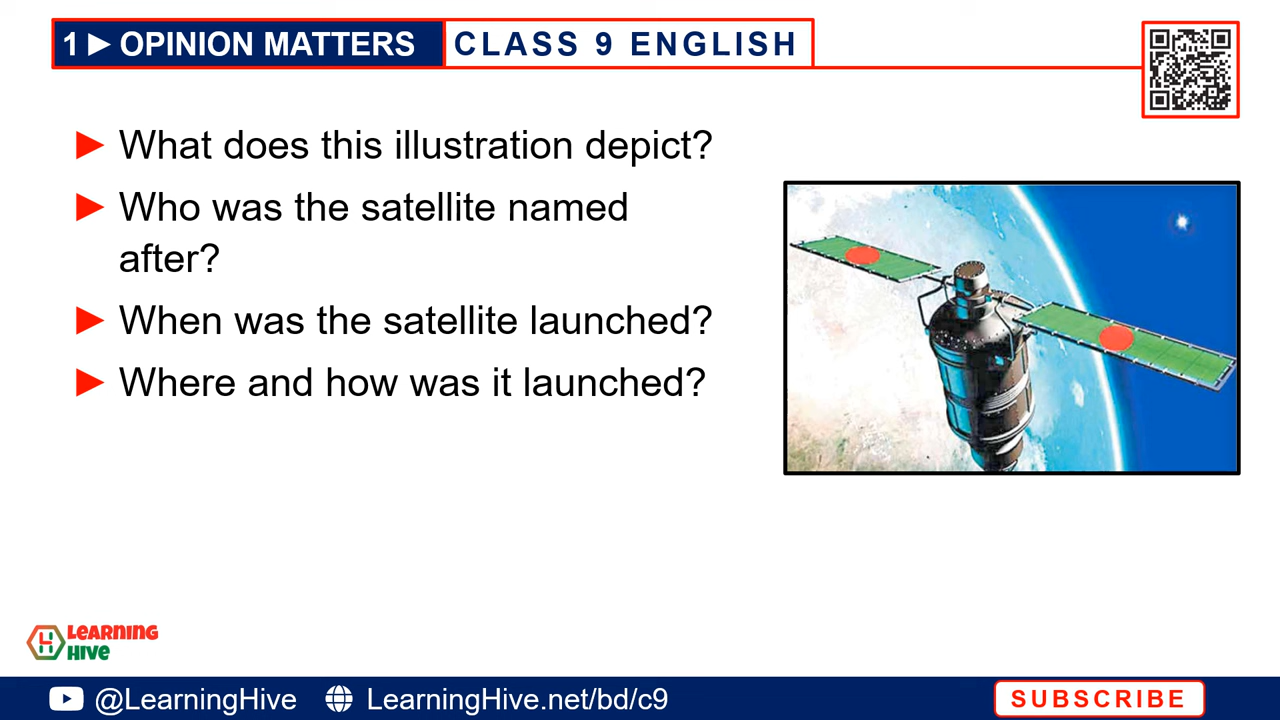 1 ► OPINION MATTERS CLASS 9 ENGLISH
► What does this illustration depict?
► Who was the satellite named
after?
► When was the satellite launched?
► Where and how was it launched?
LEARNING
HIVE
@LearningHive LearningHive.net/bd/c9 SUBSCRIBE